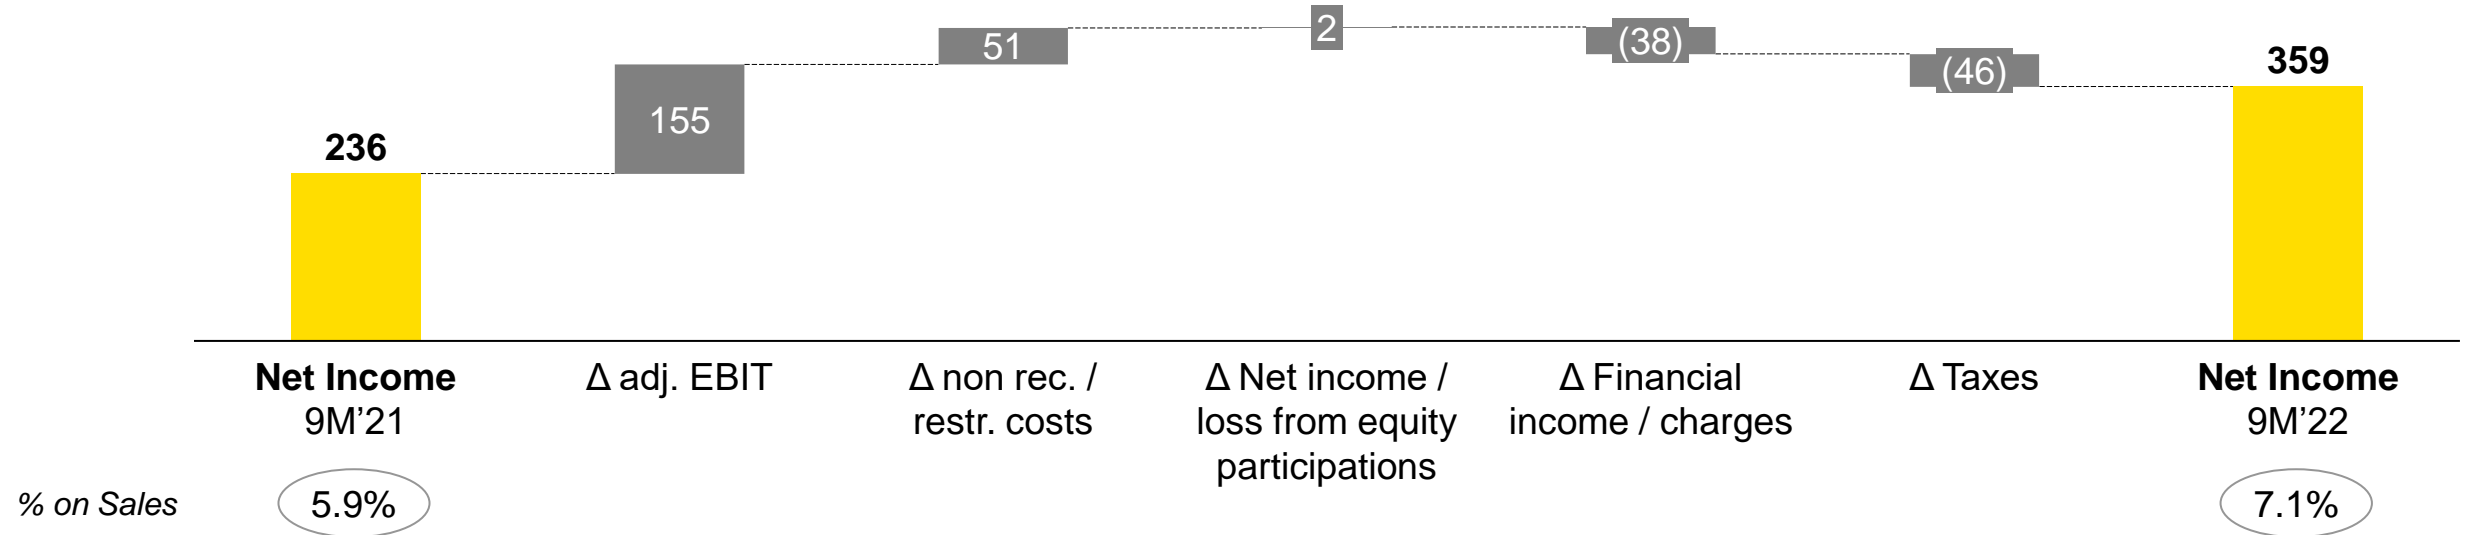 2
51
(38)
(46)
359
155
236
Net Income
9M’21
Δ adj. EBIT
Δ non rec. /
restr. costs
Δ Net income /
loss from equity
participations
Δ Financial
income / charges
Δ Taxes
Net Income
9M’22
% on Sales
5.9%
7.1%